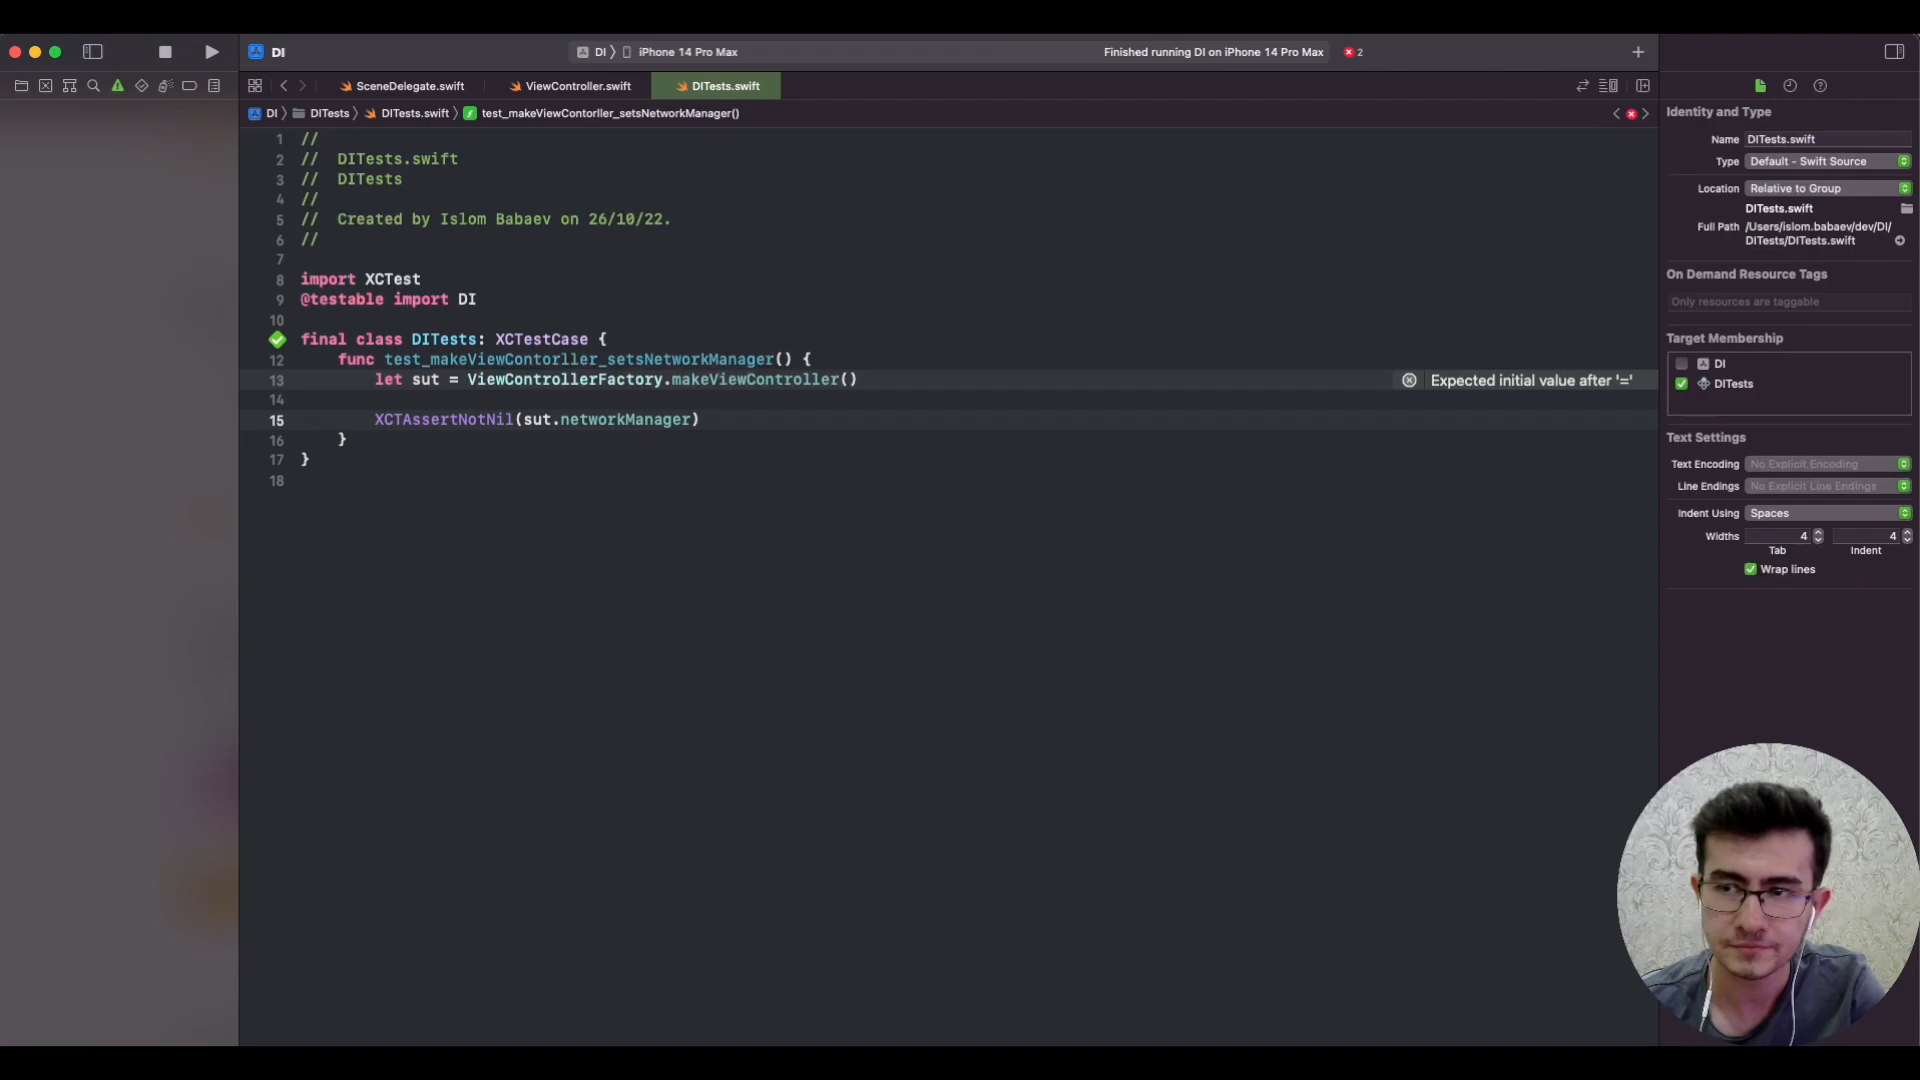 DI
DI 〉 iPhone 14 Pro Max
Finished running DI on iPhone 14 Pro Max
2
SceneDelegate.swift
ViewController.swift
DITests.swift
DI 〉 DITests 〉 DITests.swift 〉 test_makeViewContorller_setsNetworkManager()
1 //
2 //  DITests.swift
3 //  DITests
4 //
5 //  Created by Islom Babaev on 26/10/22.
6 //
7
8 import XCTest
9 @testable import DI
10
final class DITests: XCTestCase {
12     func test_makeViewContorller_setsNetworkManager() {
13         let sut = ViewControllerFactory.makeViewController()
Expected initial value after '='
14
15         XCTAssertNotNil(sut.networkManager)
16     }
17 }
18
Identity and Type
Name DITests.swift
Type Default - Swift Source
Location Relative to Group
DITests.swift
Full Path /Users/islom.babaev/dev/DI/
DITests/DITests.swift
On Demand Resource Tags
Only resources are taggable
Target Membership
DI
DITests
Text Settings
Text Encoding No Explicit Encoding
Line Endings No Explicit Line Endings
Indent Using Spaces
Widths 4 4
Tab Indent
Wrap lines